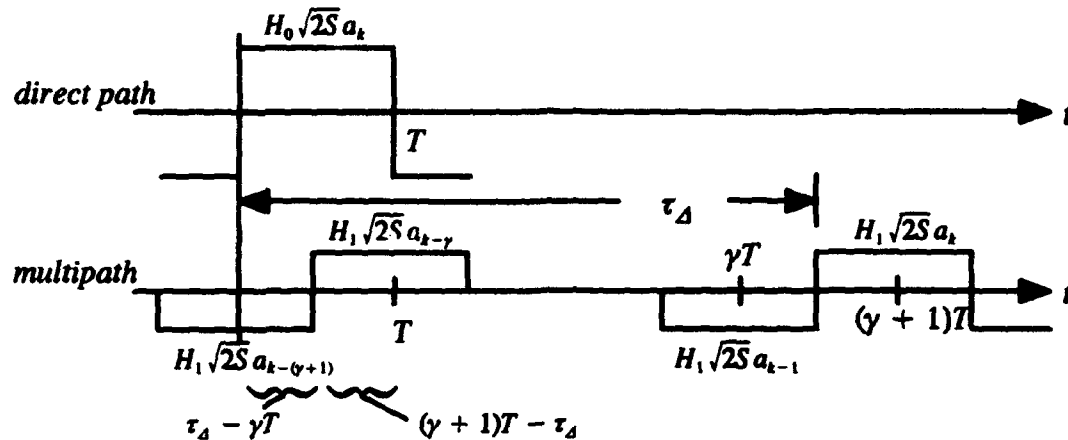 H₀√2S aₖ
direct path
t
T
τ_Δ
H₁√2S aₖ₋ᵧ
γT
H₁√2S aₖ
multipath
t
T
(γ + 1)T
H₁√2S aₖ₋₍ᵧ₊₁₎
H₁√2S aₖ₋₁
τ_Δ − γT
(γ + 1)T − τ_Δ